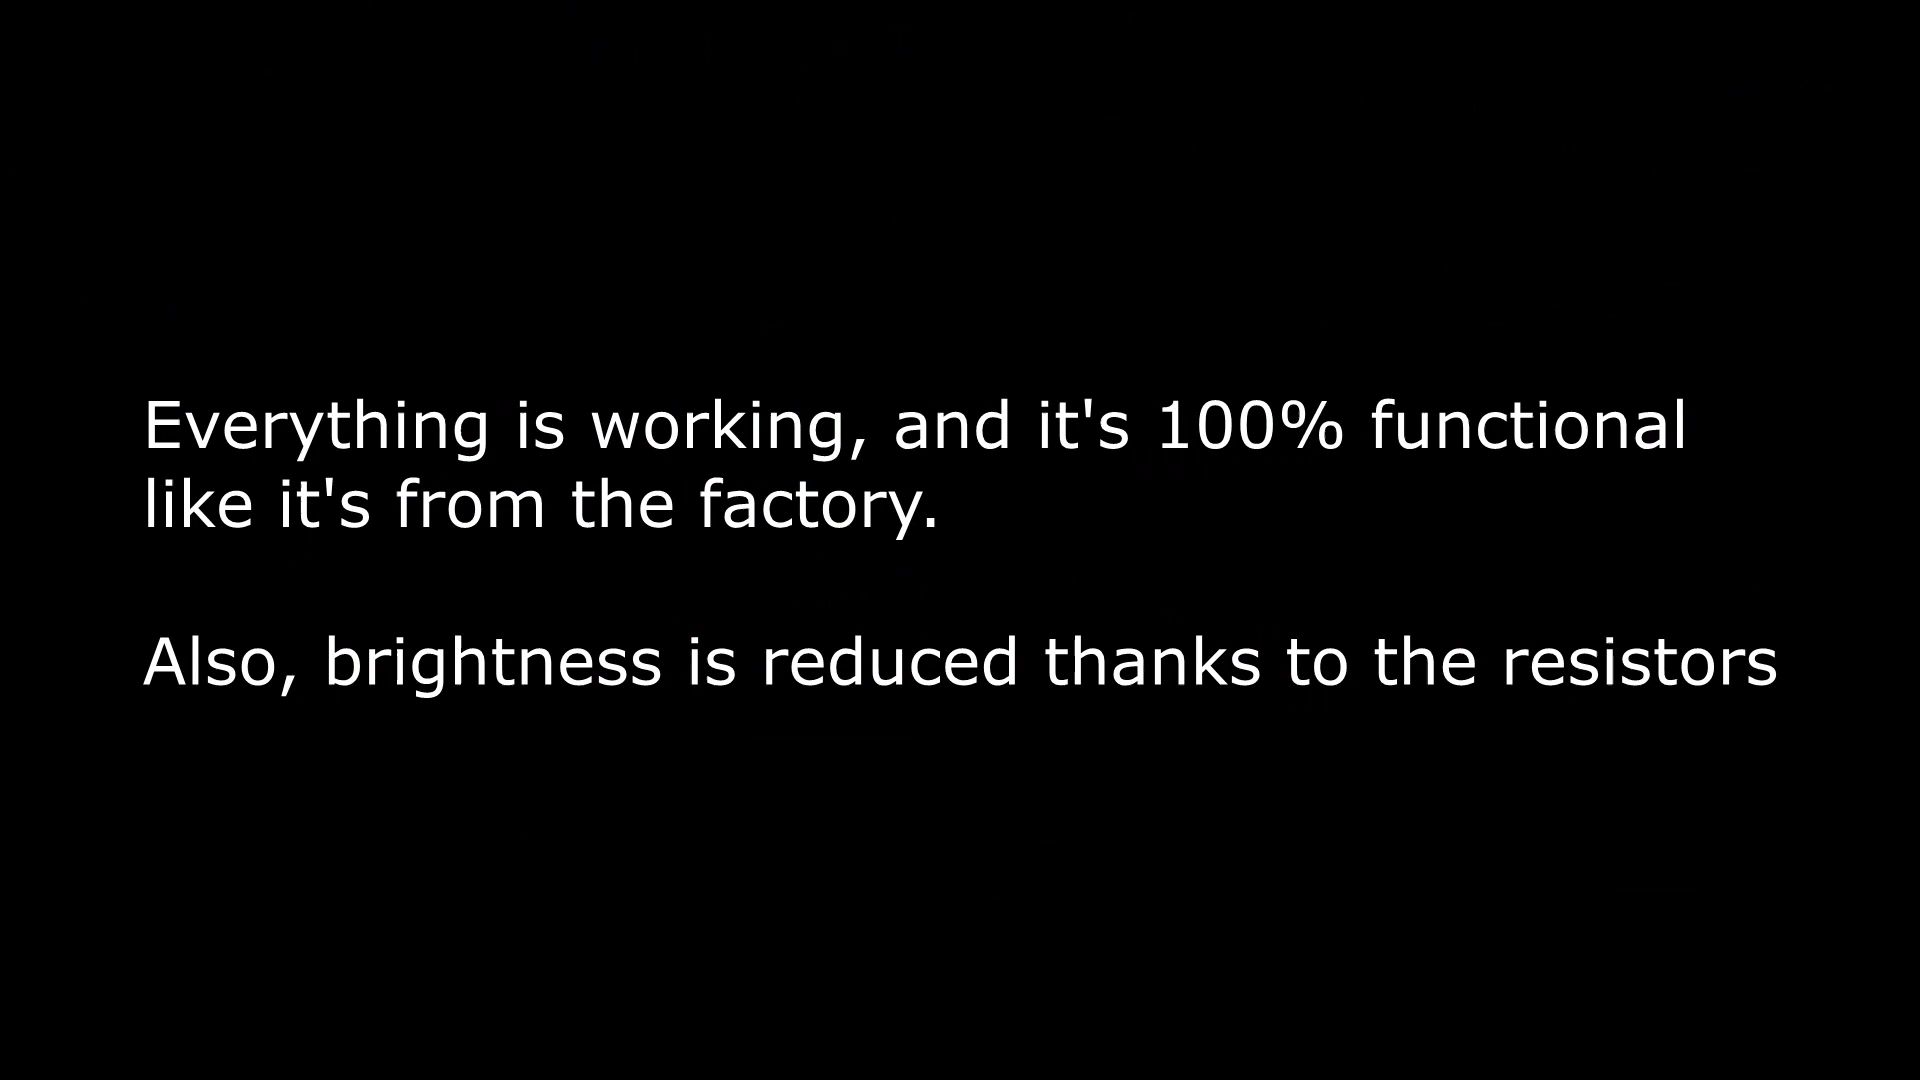 Everything is working, and it's 100% functional
like it's from the factory.
Also, brightness is reduced thanks to the resistors